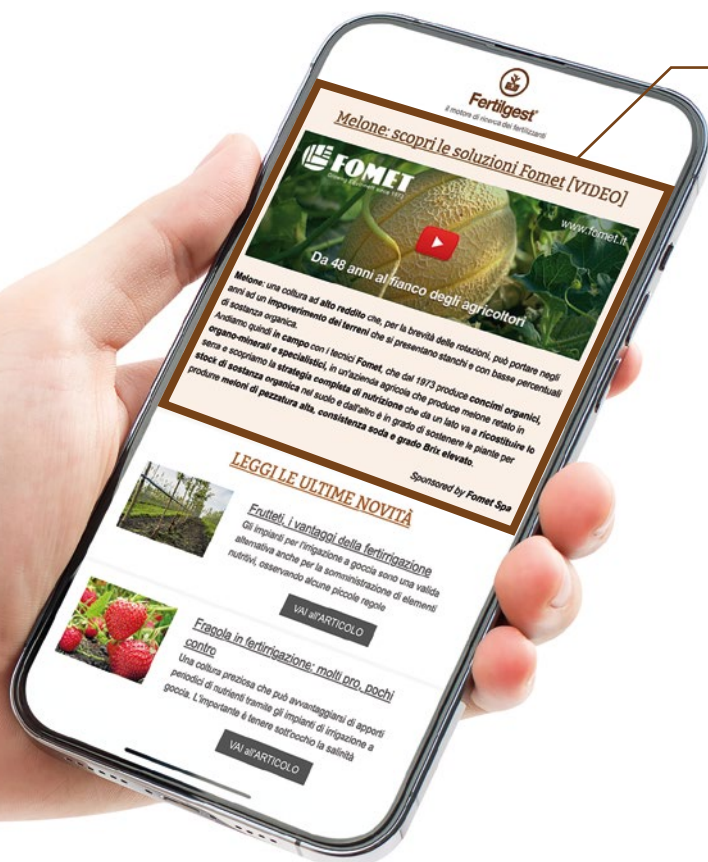 Fertilgest®
il motore di ricerca dei fertilizzanti
Melone: scopri le soluzioni Fomet [VIDEO]
FOMET
www.fomet.it
Da 48 anni al fianco degli agricoltori
Melone: una coltura ad alto reddito che, per la brevità delle rotazioni, può portare negli
anni ad un impoverimento dei terreni che si presentano stanchi e con basse percentuali
di sostanza organica.
Andiamo quindi in campo con i tecnici Fomet, che dal 1973 produce concimi organici,
organo-minerali e specialistici, in un'azienda agricola che produce melone retato in
serra e scopriamo la strategia completa di nutrizione che da un lato va a ricostituire lo
stock di sostanza organica nel suolo e dall'altro è in grado di sostenere le piante per
produrre meloni di pezzatura alta, consistenza soda e grado Brix elevato.
Sponsored by Fomet Spa
LEGGI LE ULTIME NOVITÀ
Frutteti, i vantaggi della fertirrigazione
Gli impianti per l'irrigazione a goccia sono una valida
alternativa anche per la somministrazione di elementi
nutritivi, osservando alcune piccole regole
VAI all'ARTICOLO
Fragola in fertirrigazione: molti pro, pochi
contro
Una coltura preziosa che può avvantaggiarsi di apporti
periodici di nutrienti tramite gli impianti di irrigazione a
goccia. L'importante è tenere sott'occhio la salinità
VAI all'ARTICOLO